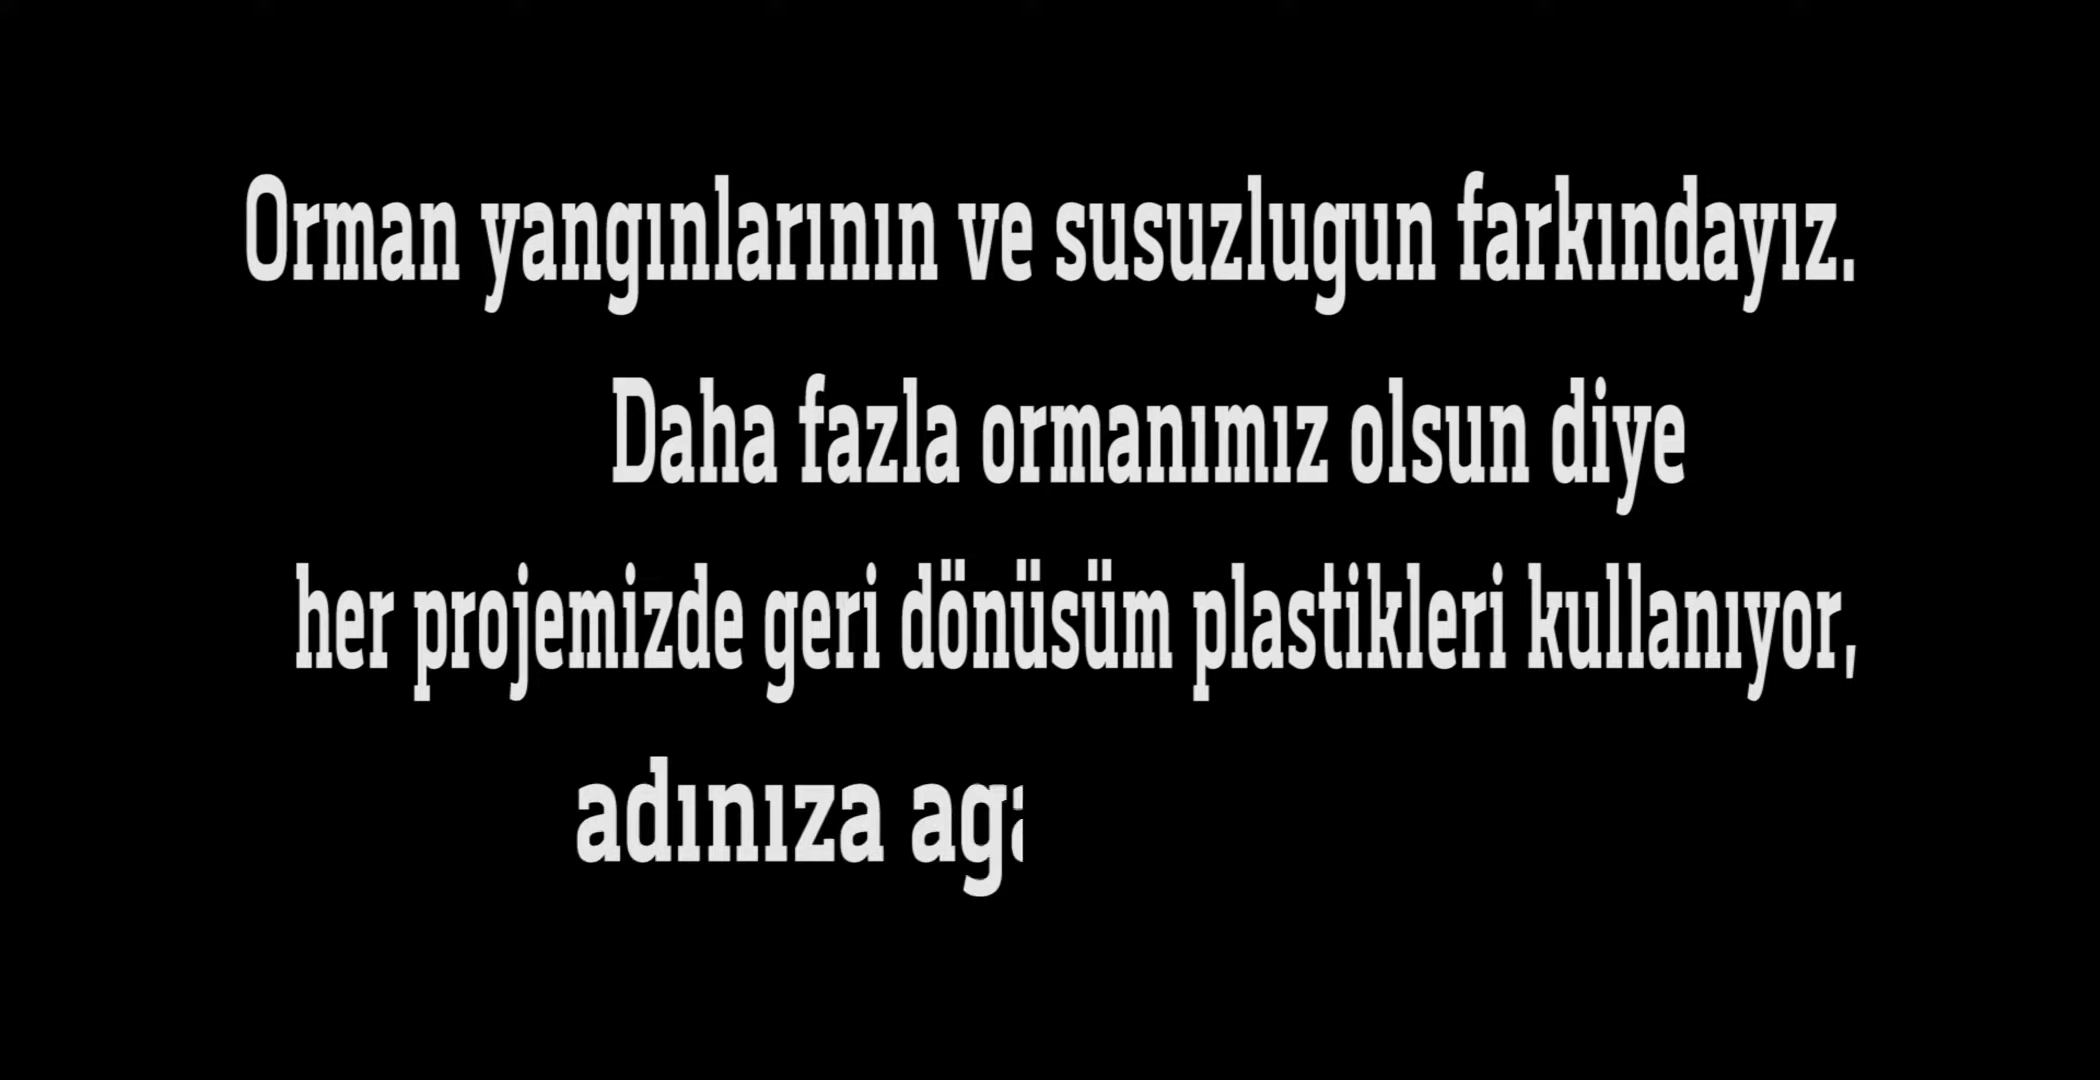 Orman yangınlarının ve susuzlugun farkındayız.
Daha fazla ormanımız olsun diye
her projemizde geri dönüsüm plastikleri kullanıyor,
adınıza